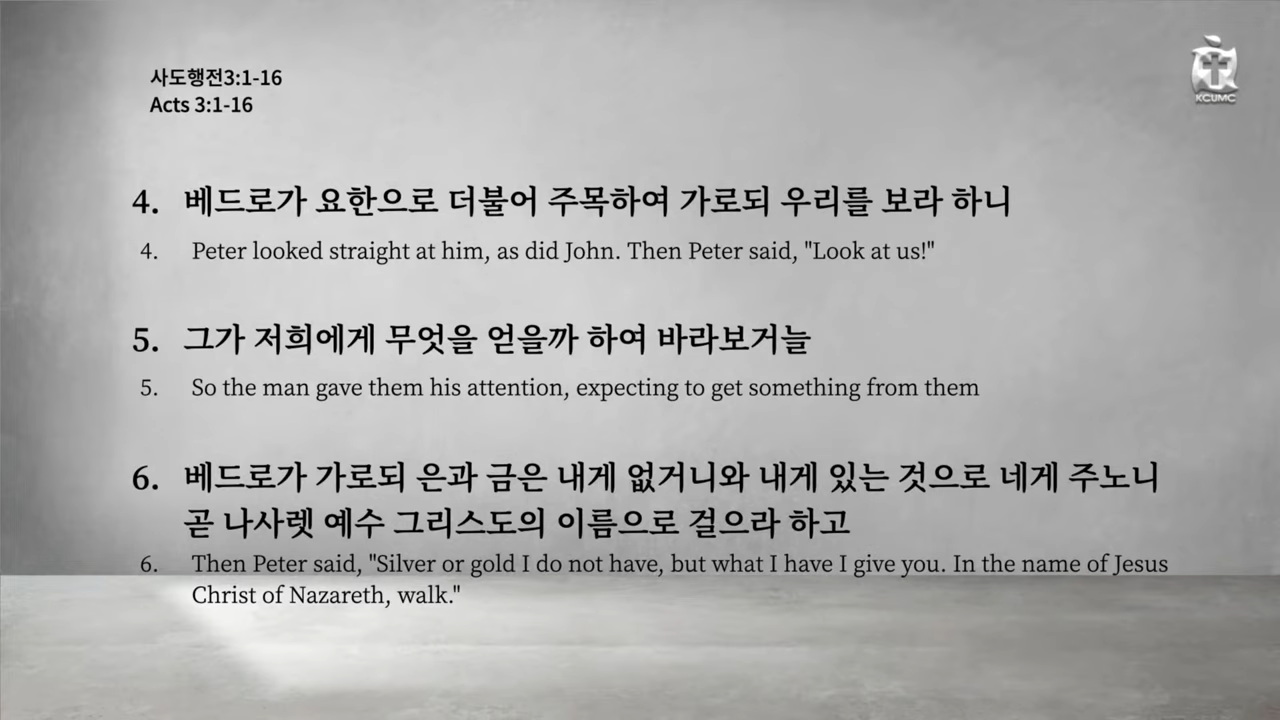 사도행전3:1-16
Acts 3:1-16
KCUMC
4. 베드로가 요한으로 더불어 주목하여 가로되 우리를 보라 하니
4. Peter looked straight at him, as did John. Then Peter said, "Look at us!"
5. 그가 저희에게 무엇을 얻을까 하여 바라보거늘
5. So the man gave them his attention, expecting to get something from them
6. 베드로가 가로되 은과 금은 내게 없거니와 내게 있는 것으로 네게 주노니
곧 나사렛 예수 그리스도의 이름으로 걸으라 하고
6. Then Peter said, "Silver or gold I do not have, but what I have I give you. In the name of Jesus
Christ of Nazareth, walk."